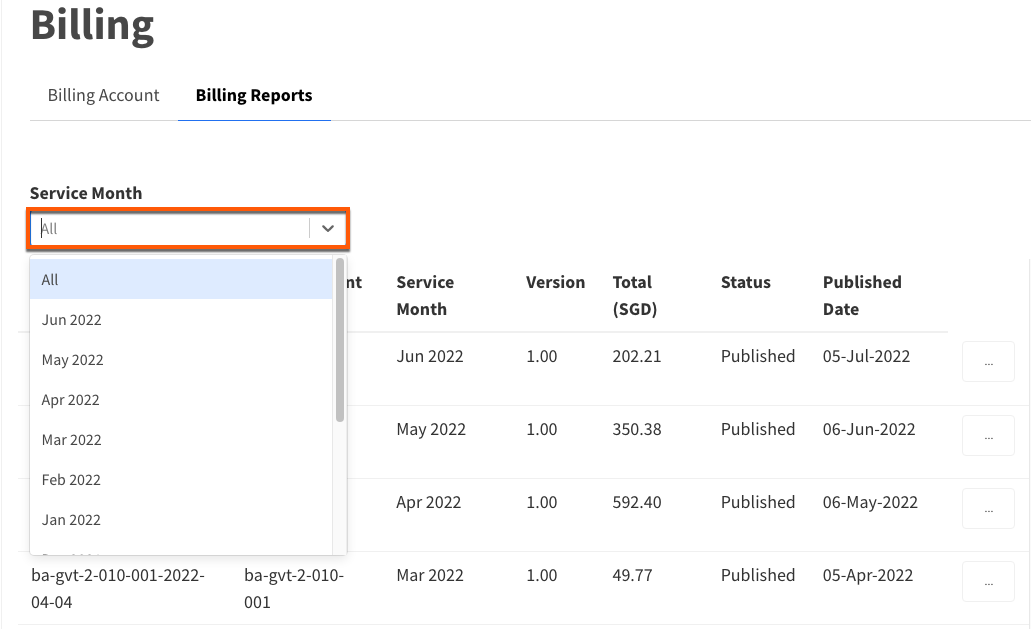 Billing
Billing Account Billing Reports
Service Month
All
All
Jun 2022
May 2022
Apr 2022
Mar 2022
Feb 2022
Jan 2022
nt Service Month Version Total (SGD) Status Published Date
Jun 2022 1.00 202.21 Published 05-Jul-2022 ...
May 2022 1.00 350.38 Published 06-Jun-2022 ...
Apr 2022 1.00 592.40 Published 06-May-2022 ...
ba-gvt-2-010-001-2022- ba-gvt-2-010- Mar 2022 1.00 49.77 Published 05-Apr-2022 ...
04-04 001